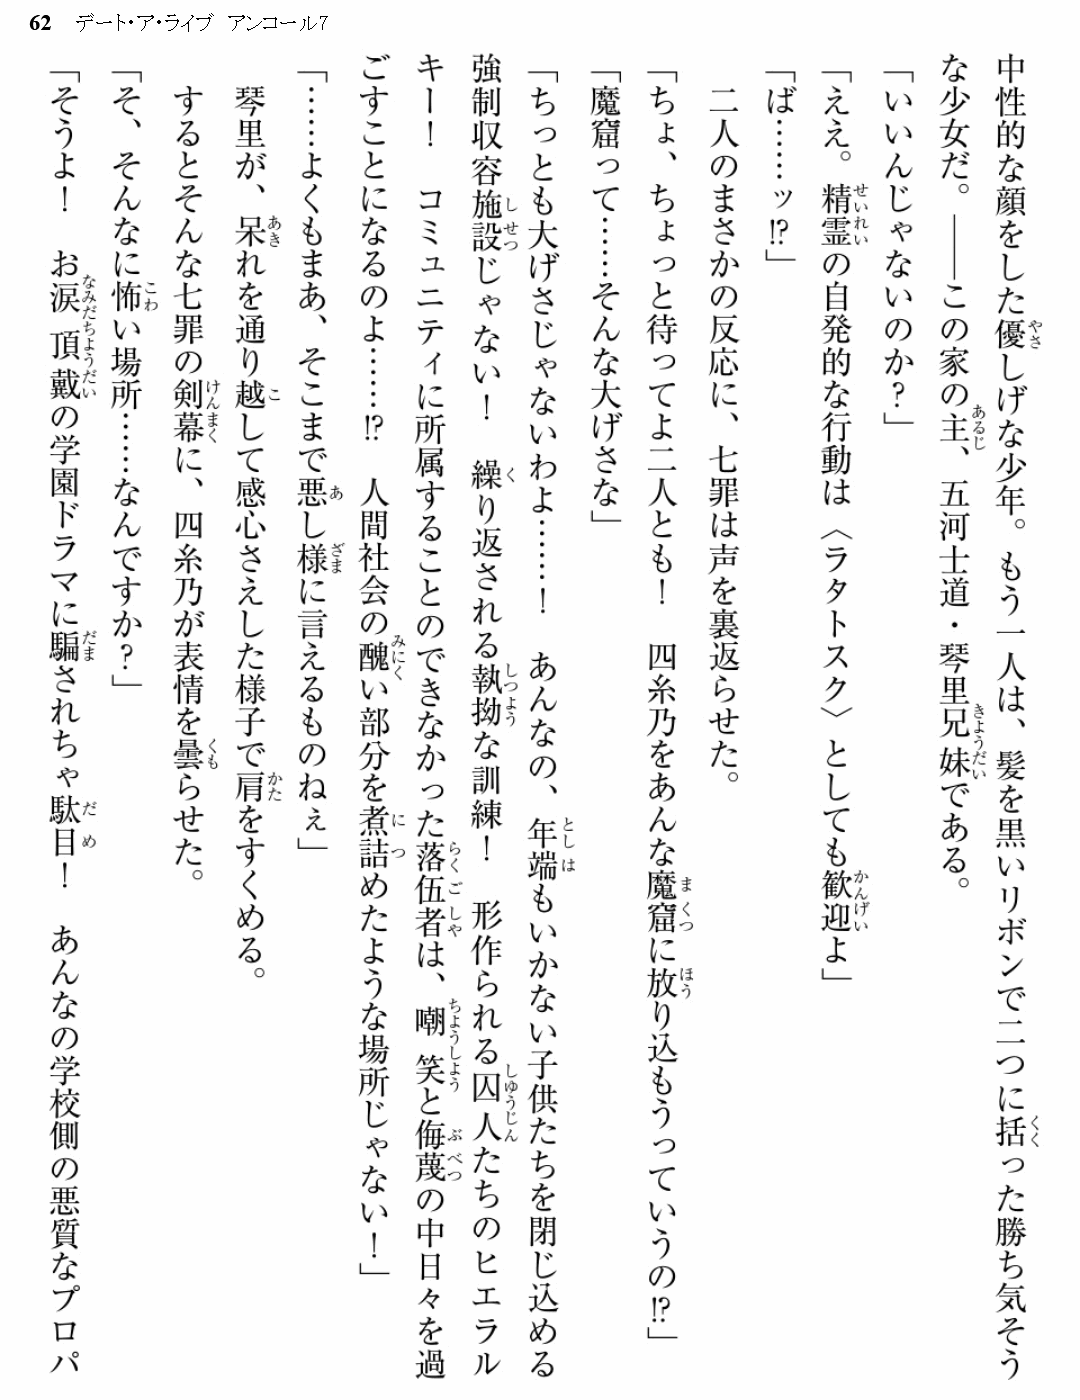 62 デート・ア・ライブ アンコール7
中性的な顔をした優しげな少年。もう一人は、髪を黒いリボンで二つに括った勝ち気そう
な少女だ。――この家の主、五河士道・琴里兄妹である。
「いいんじゃないのか?」
「ええ。精霊の自発的な行動は〈ラタトスク〉としても歓迎よ」
「ば……ッ!?」
二人のまさかの反応に、七罪は声を裏返らせた。
「ちょ、ちょっと待ってよ二人とも! 四糸乃をあんな魔窟に放り込もうっていうの!?」
「魔窟って……そんな大げさな」
「ちっとも大げさじゃないわよ……! あんなの、年端もいかない子供たちを閉じ込める
強制収容施設じゃない! 繰り返される執拗な訓練! 形作られる囚人たちのヒエラル
キー! コミュニティに所属することのできなかった落伍者は、嘲笑と侮蔑の中日々を過
ごすことになるのよ……!? 人間社会の醜い部分を煮詰めたような場所じゃない!」
「……よくもまあ、そこまで悪し様に言えるものねぇ」
琴里が、呆れを通り越して感心さえした様子で肩をすくめる。
するとそんな七罪の剣幕に、四糸乃が表情を曇らせた。
「そ、そんなに怖い場所……なんですか?」
「そうよ! お涙頂戴の学園ドラマに騙されちゃ駄目! あんなの学校側の悪質なプロパ